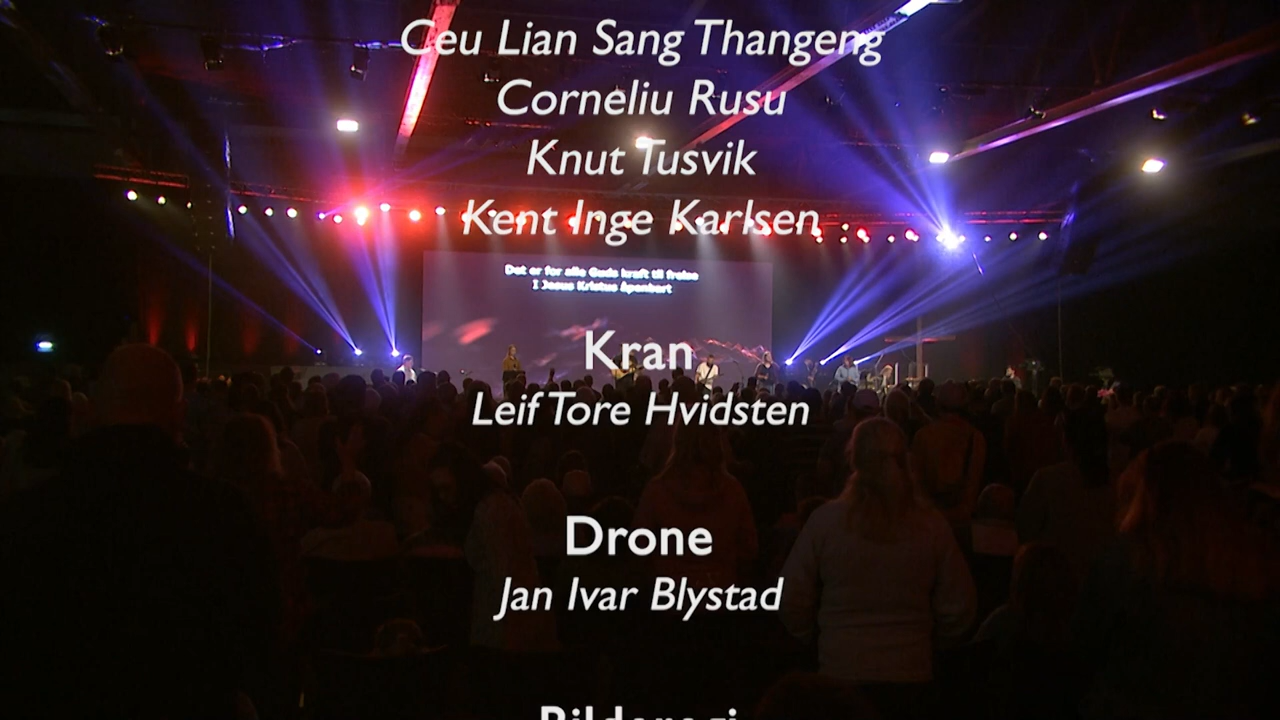 Ceu Lian Sang Thangeng
Corneliu Rusu
Knut Tusvik
Kent Inge Karlsen
Det er for alle Guds kraft til frelse
I Jesus Kristus åpenbart
Kran
Leif Tore Hvidsten
Drone
Jan Ivar Blystad
Bilderegi